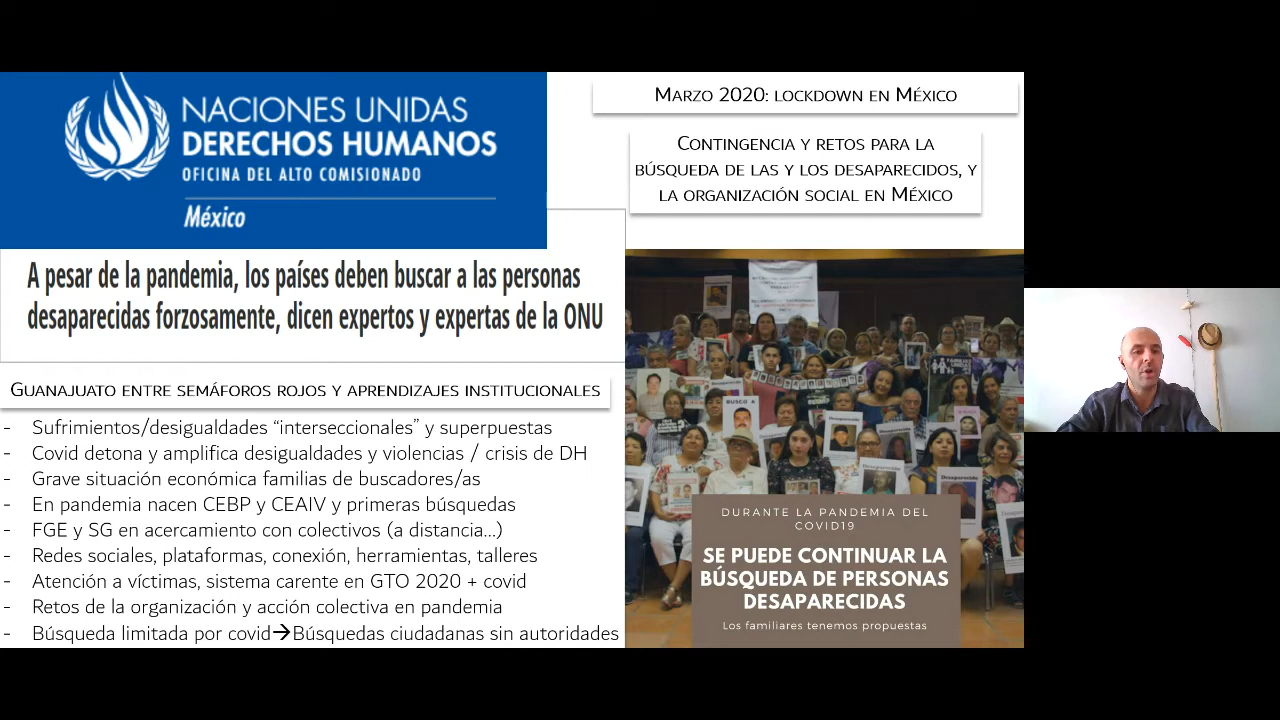 NACIONES UNIDAS
DERECHOS HUMANOS
OFICINA DEL ALTO COMISIONADO
México
A pesar de la pandemia, los países deben buscar a las personas
desaparecidas forzosamente, dicen expertos y expertas de la ONU
Guanajuato entre semáforos rojos y aprendizajes institucionales
- Sufrimientos/desigualdades “interseccionales” y superpuestas
- Covid detona y amplifica desigualdades y violencias / crisis de DH
- Grave situación económica familias de buscadores/as
- En pandemia nacen CEBP y CEAIV y primeras búsquedas
- FGE y SG en acercamiento con colectivos (a distancia...)
- Redes sociales, plataformas, conexión, herramientas, talleres
- Atención a víctimas, sistema carente en GTO 2020 + covid
- Retos de la organización y acción colectiva en pandemia
- Búsqueda limitada por covid→Búsquedas ciudadanas sin autoridades
Marzo 2020: lockdown en México
Contingencia y retos para la
búsqueda de las y los desaparecidos, y
la organización social en México
BUSCO A
DURANTE LA PANDEMIA DEL
COVID19
SE PUEDE CONTINUAR LA
BÚSQUEDA DE PERSONAS
DESAPARECIDAS
Los familiares tenemos propuestas